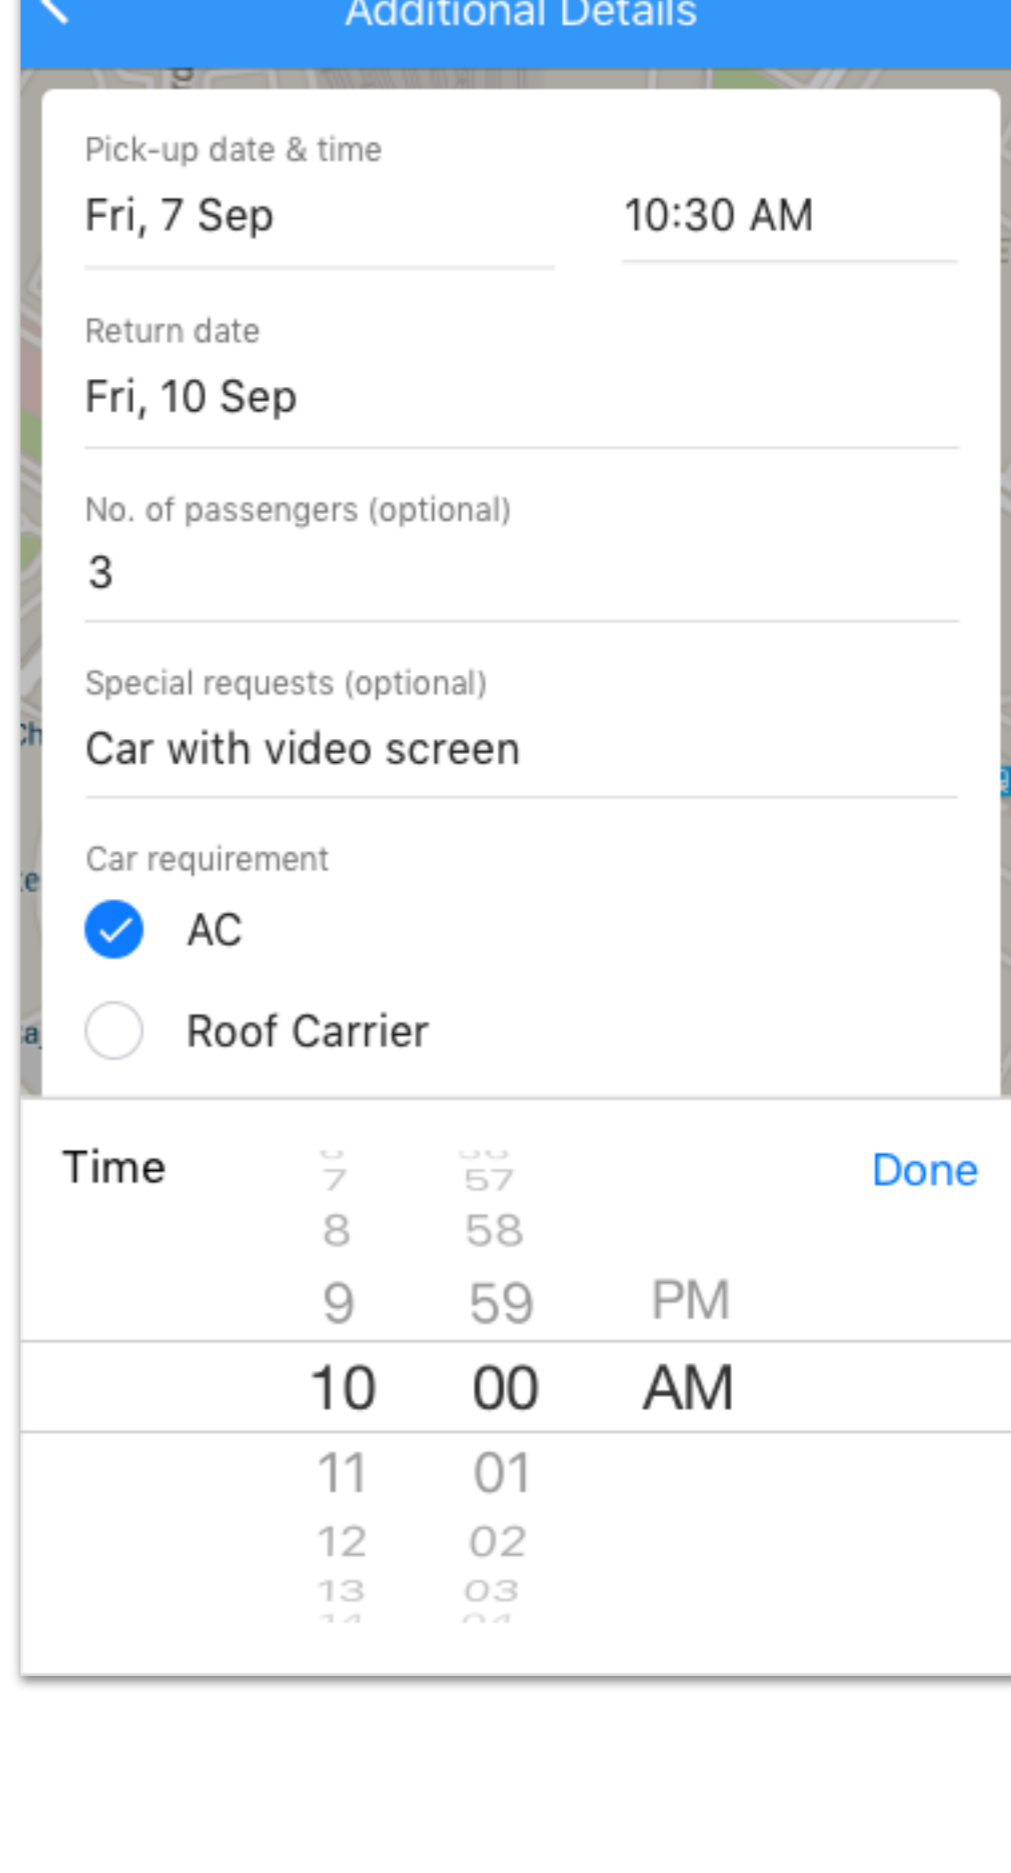 Additional Details
Pick-up date & time
Fri, 7 Sep 10:30 AM
Return date
Fri, 10 Sep
No. of passengers (optional)
3
Special requests (optional)
Car with video screen
Car requirement
AC
Roof Carrier
Time 7 57 Done
8 58
9 59 PM
10 00 AM
11 01
12 02
13 03
14 04